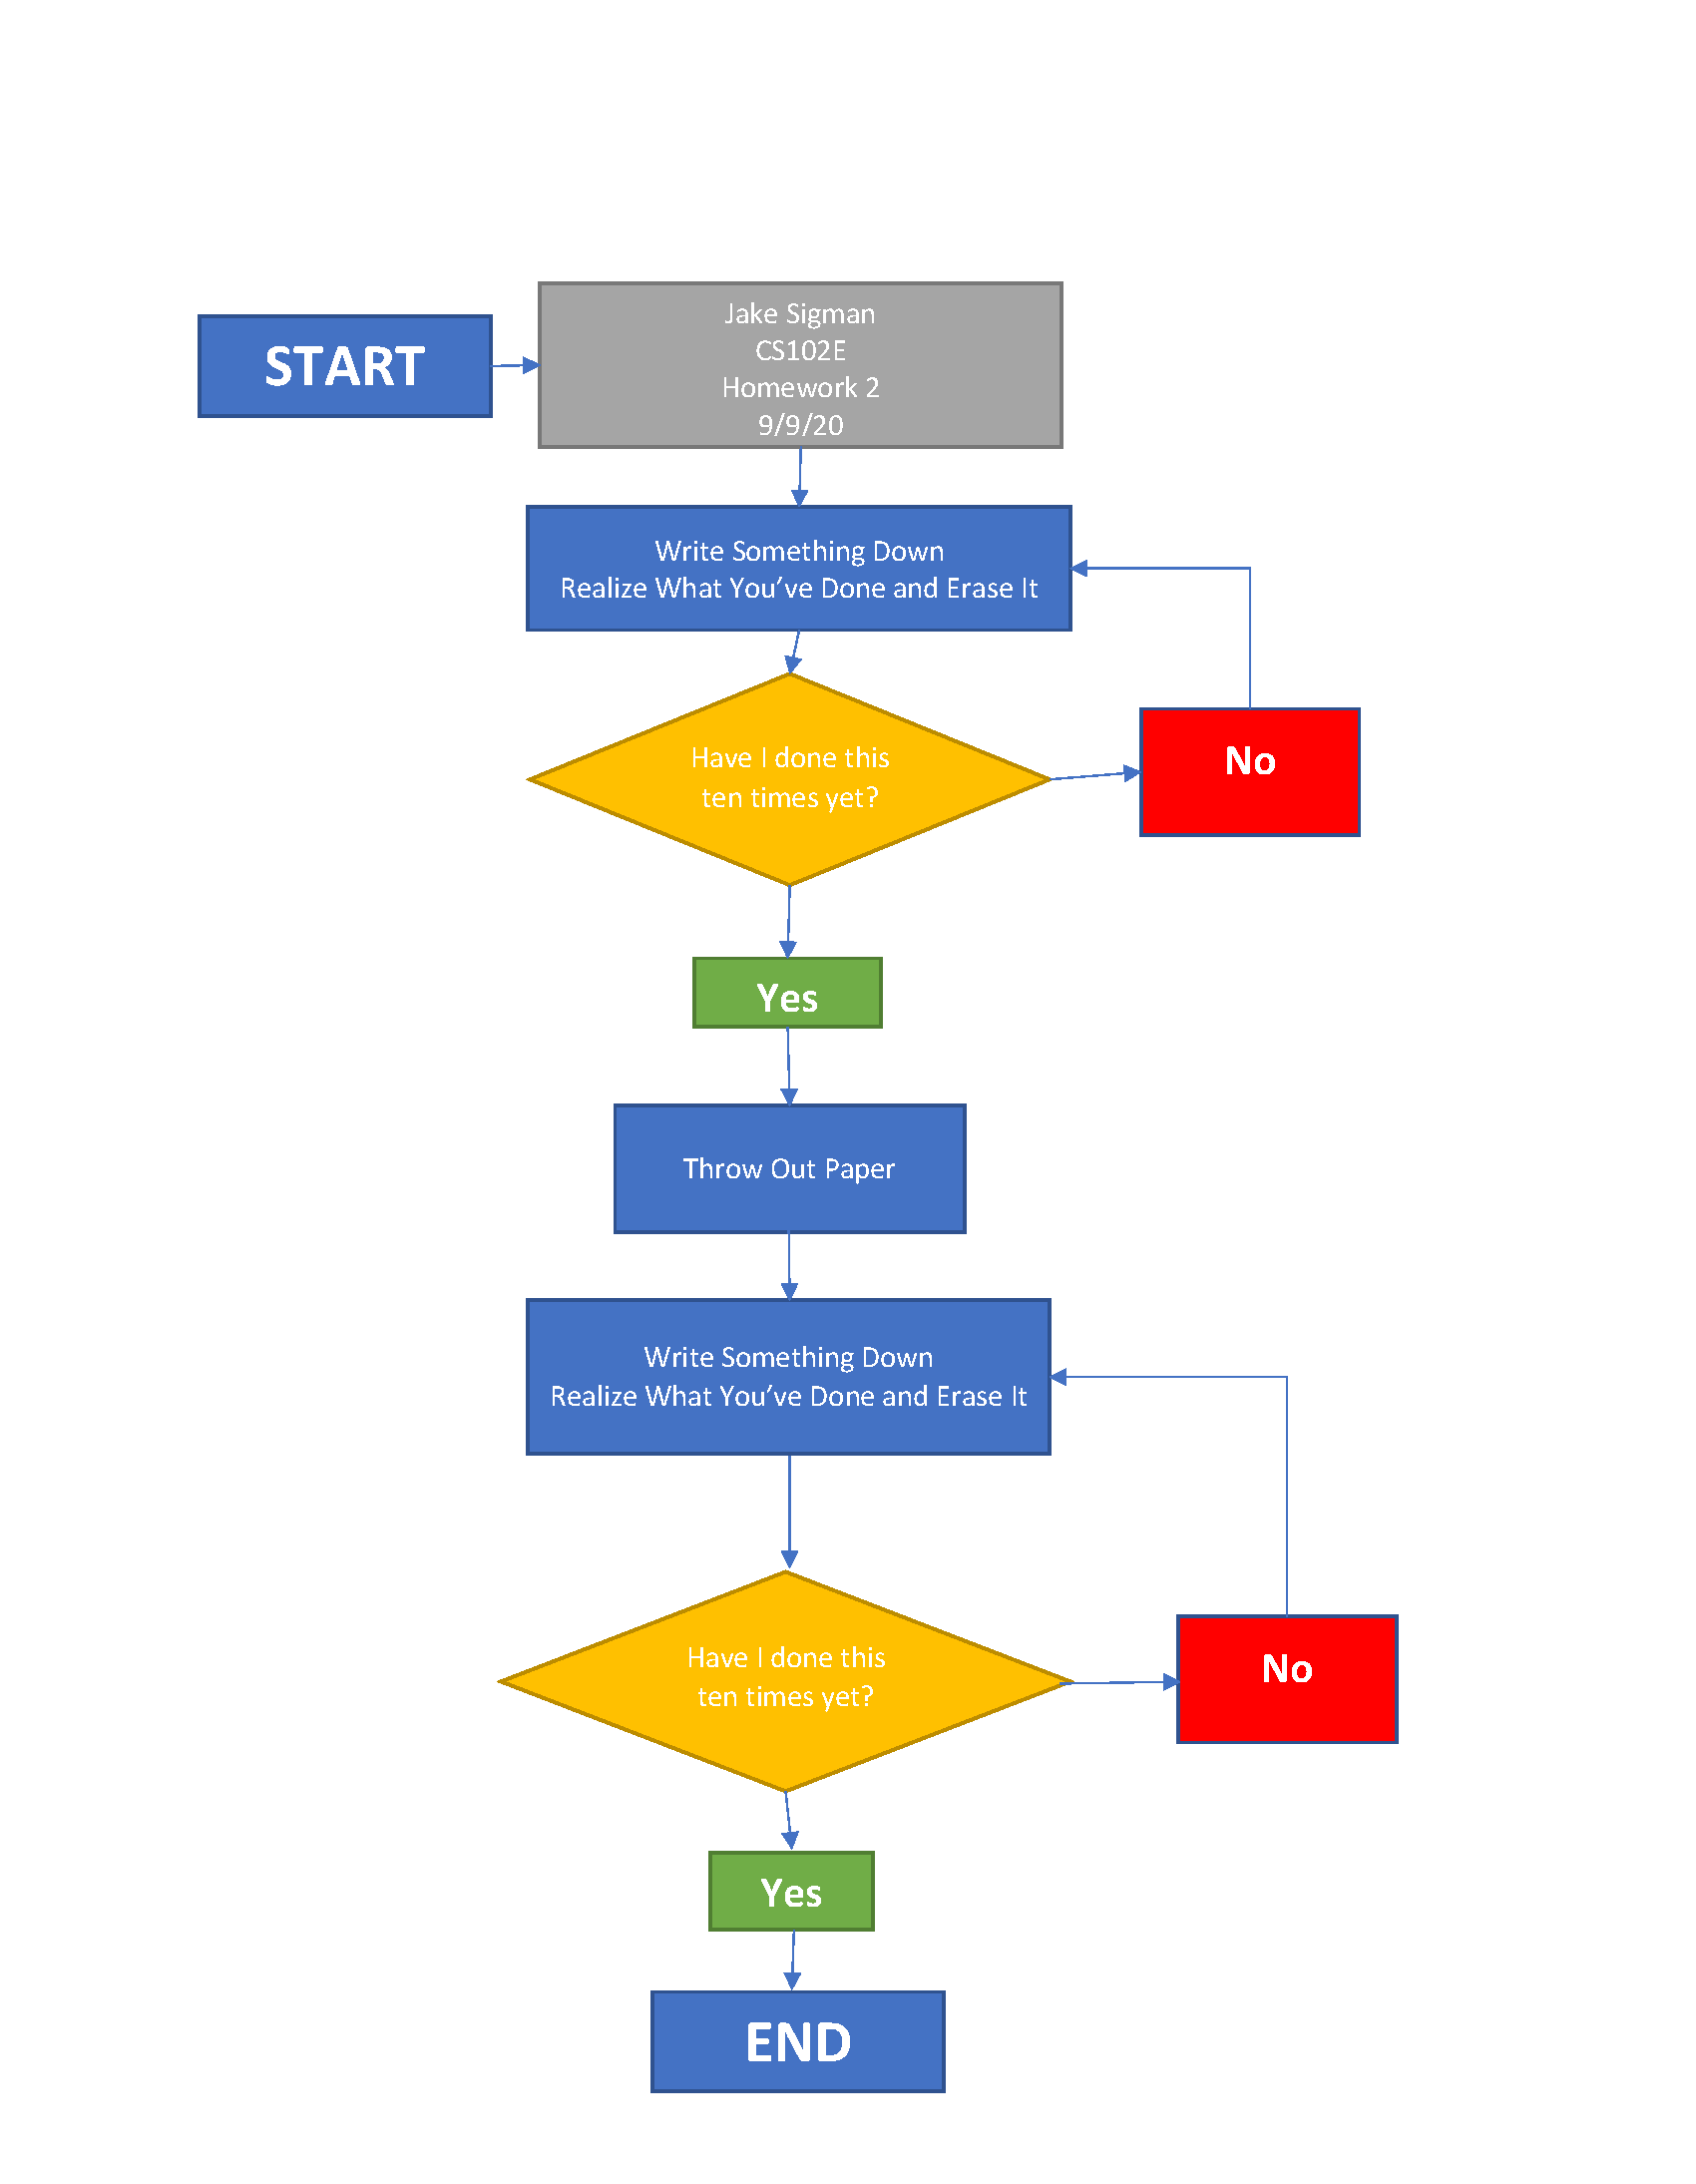 START
Jake Sigman
CS102E
Homework 2
9/9/20
Write Something Down
Realize What You’ve Done and Erase It
Have I done this
ten times yet?
No
Yes
Throw Out Paper
Write Something Down
Realize What You’ve Done and Erase It
Have I done this
ten times yet?
No
Yes
END